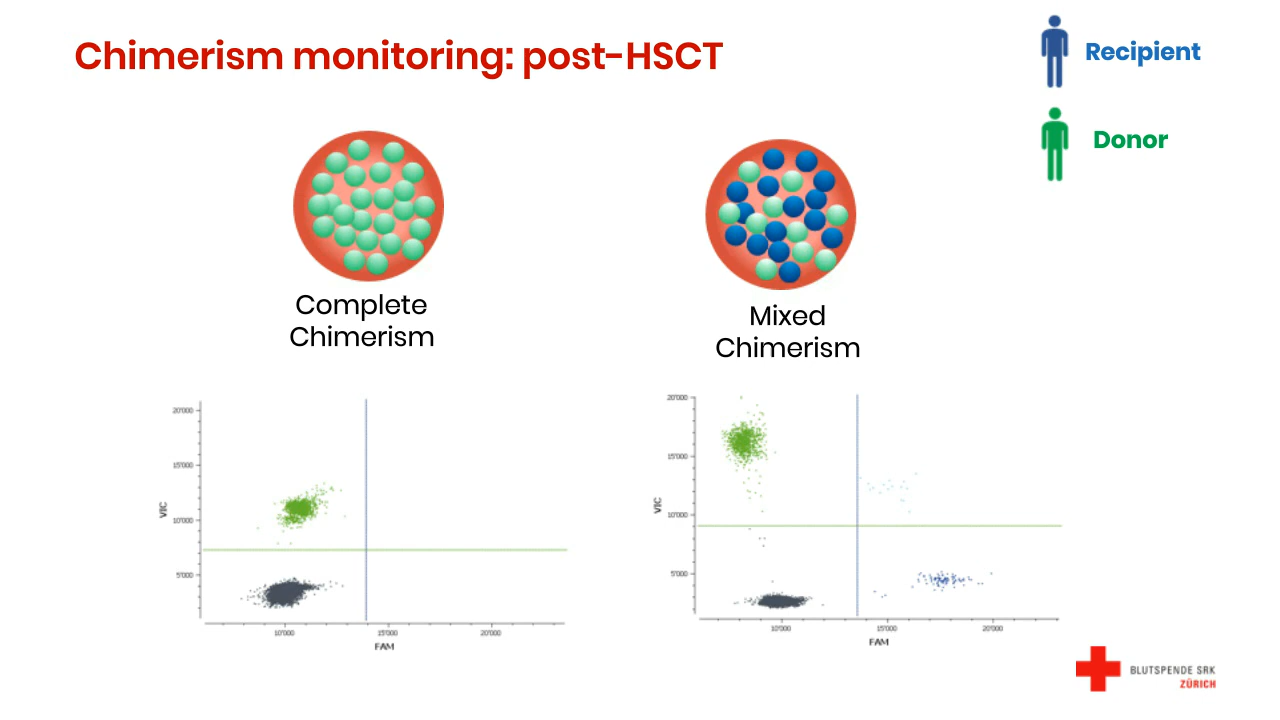 Chimerism monitoring: post-HSCT
Recipient
Donor
Complete
Chimerism
Mixed
Chimerism
20'000
15'000
10'000
5'000
VIC
10'000
15'000
20'000
FAM
20'000
15'000
10'000
5'000
VIC
10'000
15'000
20'000
FAM
BLUTSPENDE SRK
ZÜRICH